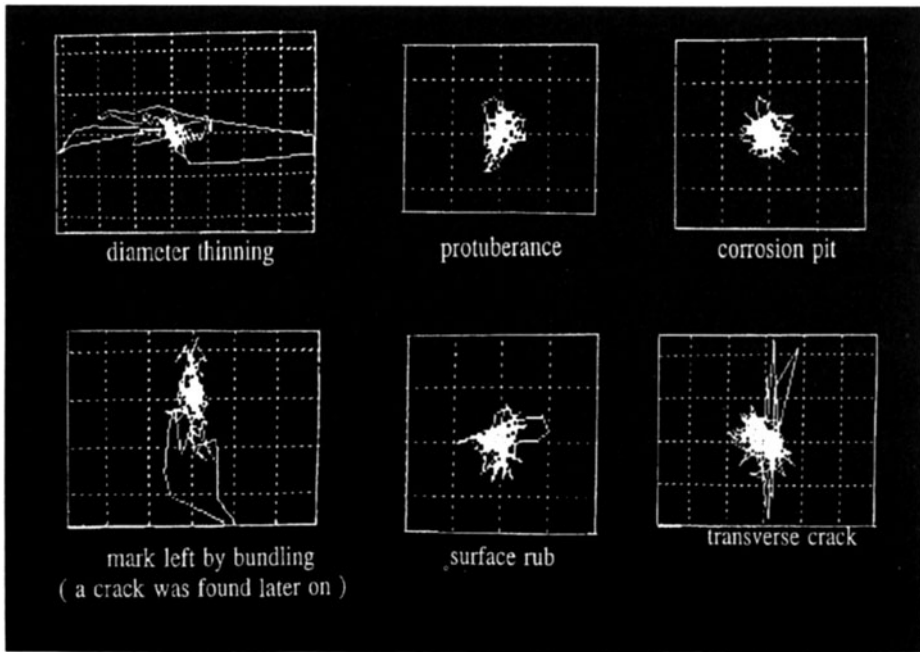 diameter thinning
protuberance
corrosion pit
mark left by bundling
( a crack was found later on )
surface rub
transverse crack